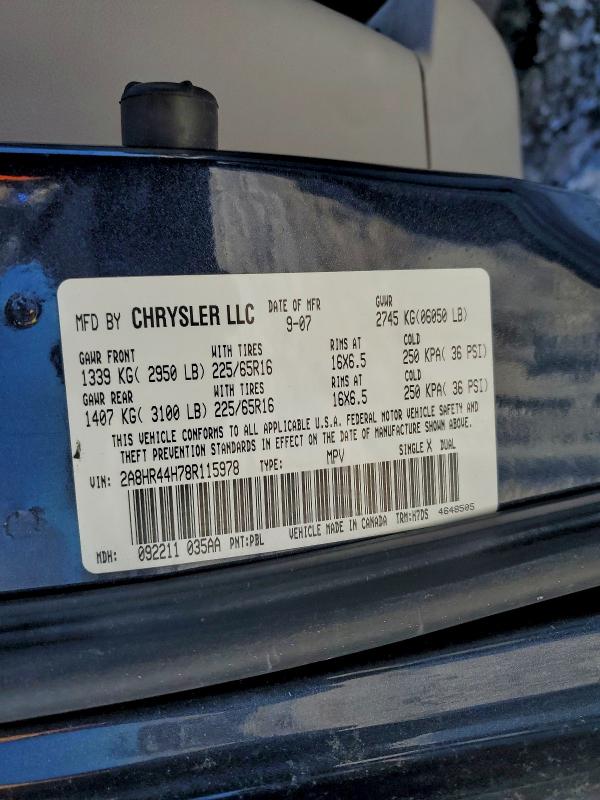 MFD BY CHRYSLER LLC DATE OF MFR 9-07 GVWR 2745 KG(06050 LB)
GAWR FRONT WITH TIRES RIMS AT COLD
1339 KG( 2950 LB) 225/65R16 16X6.5 250 KPA( 36 PSI)
GAWR REAR WITH TIRES RIMS AT COLD
1407 KG( 3100 LB) 225/65R16 16X6.5 250 KPA( 36 PSI)
THIS VEHICLE CONFORMS TO ALL APPLICABLE U.S.A. FEDERAL MOTOR VEHICLE SAFETY AND
THEFT PREVENTION STANDARDS IN EFFECT ON THE DATE OF MANUFACTURE SHOWN ABOVE.
VIN: 2A8HR44H78R115978 TYPE: MPV SINGLE X DUAL
MDH: 092211 035AA PNT:PBL VEHICLE MADE IN CANADA TRM:H7DS 4648505